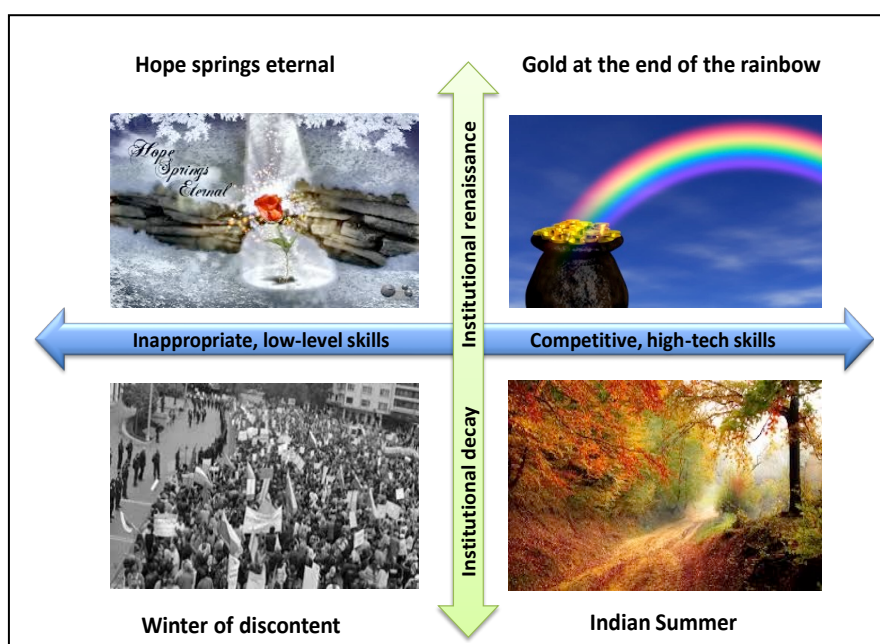 Hope springs eternal
Gold at the end of the rainbow
Hope
Springs
Eternal
Institutional renaissance
Inappropriate, low-level skills
Competitive, high-tech skills
Institutional decay
Winter of discontent
Indian Summer